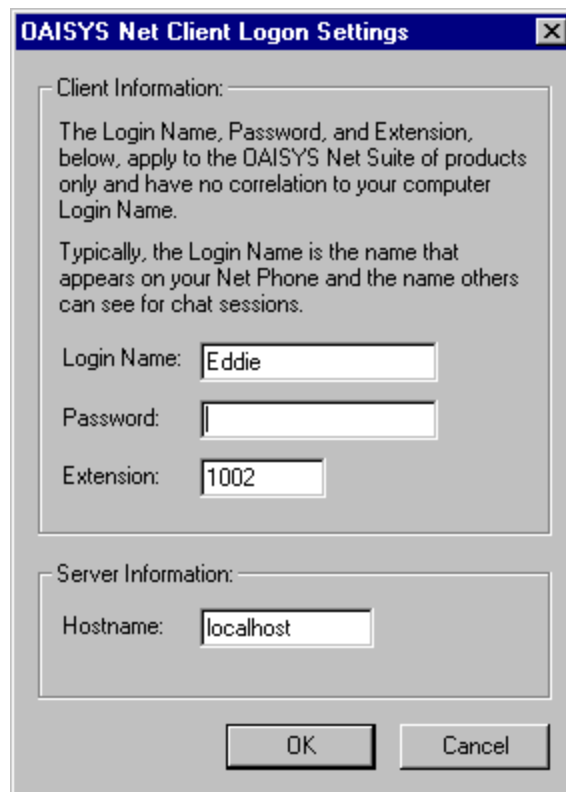 OAISYS Net Client Logon Settings
Client Information:
The Login Name, Password, and Extension,
below, apply to the OAISYS Net Suite of products
only and have no correlation to your computer
Login Name.
Typically, the Login Name is the name that
appears on your Net Phone and the name others
can see for chat sessions.
Login Name: Eddie
Password:
Extension: 1002
Server Information:
Hostname: localhost
OK Cancel